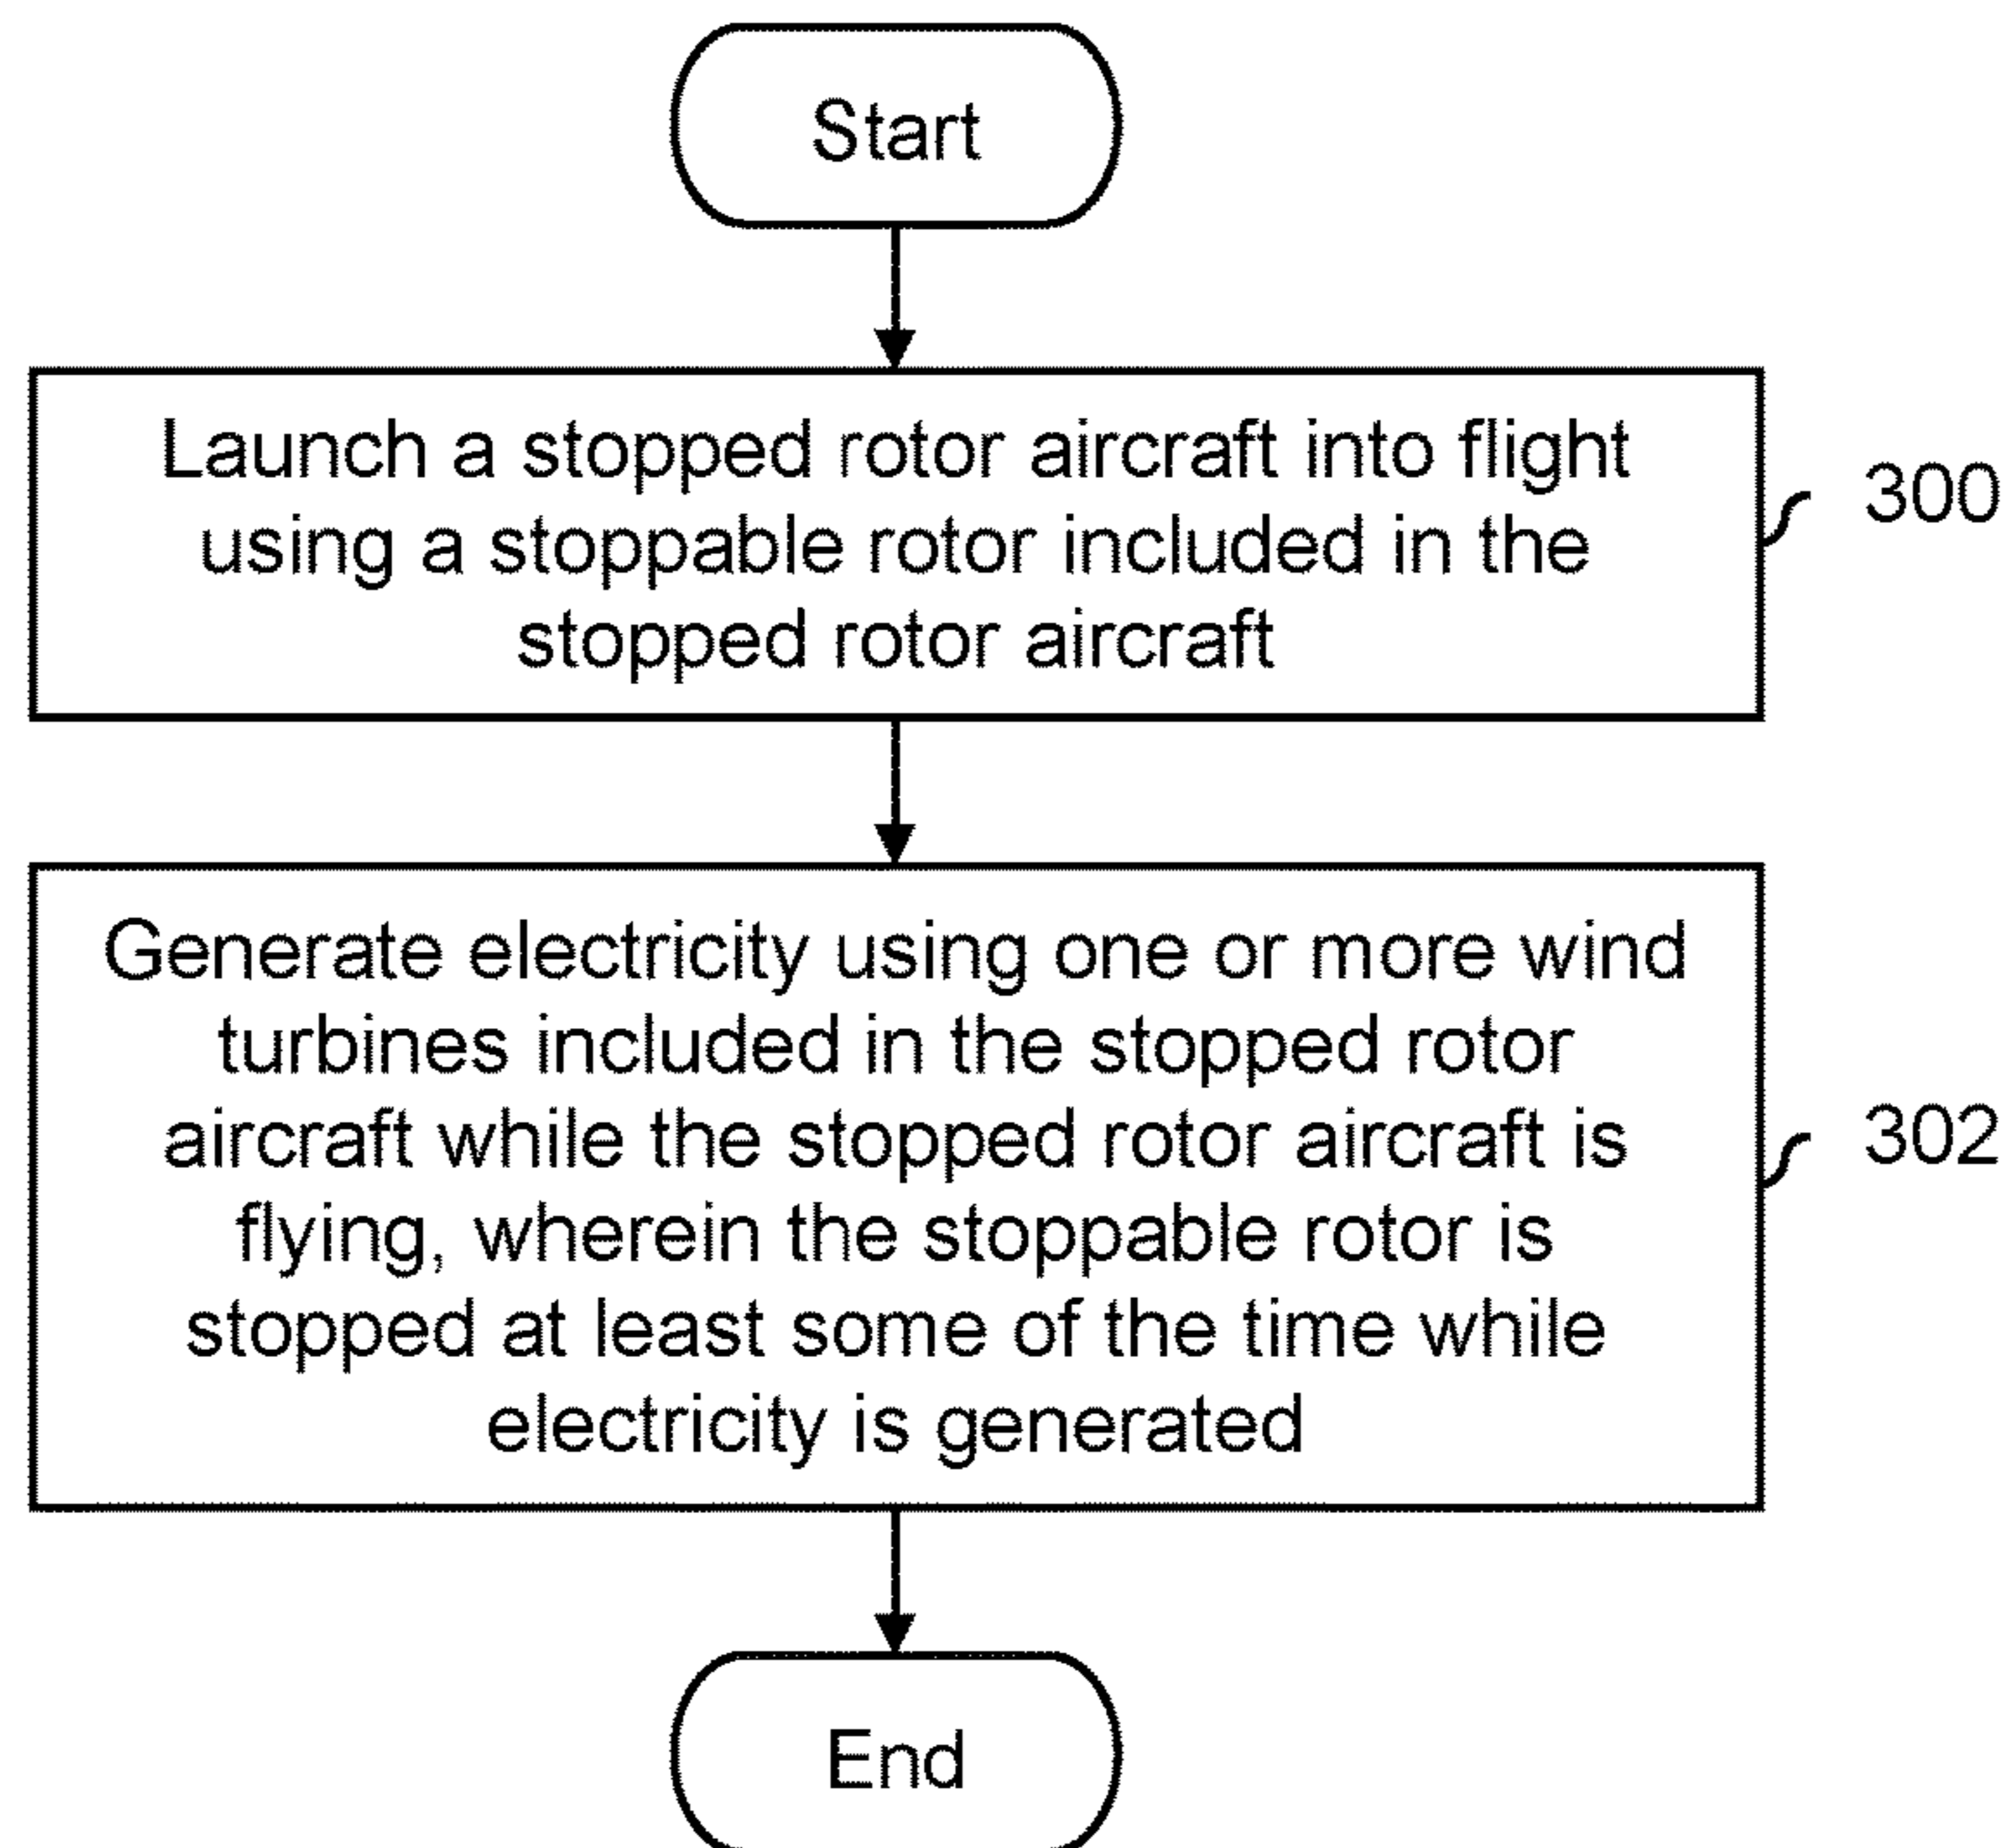 Start
Launch a stopped rotor aircraft into flight
using a stoppable rotor included in the
stopped rotor aircraft
300
Generate electricity using one or more wind
turbines included in the stopped rotor
aircraft while the stopped rotor aircraft is
flying, wherein the stoppable rotor is
stopped at least some of the time while
electricity is generated
302
End